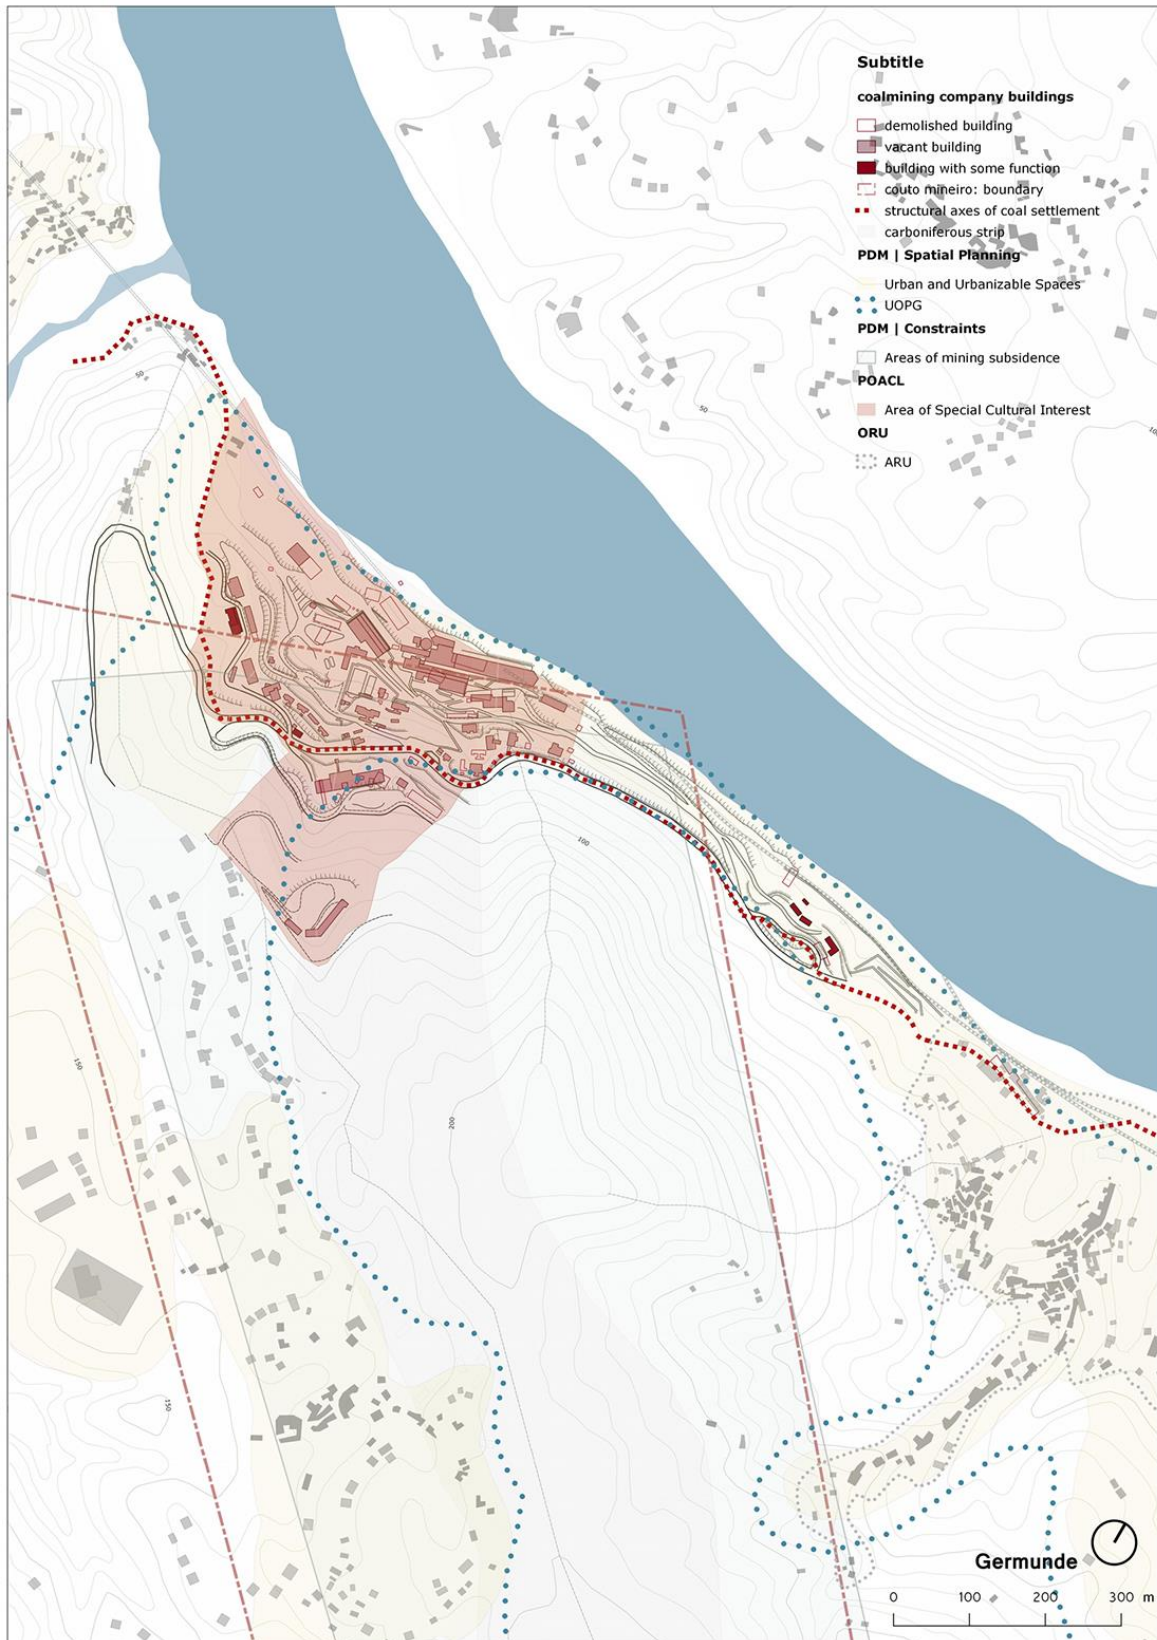 Subtitle
coalmining company buildings
demolished building
vacant building
building with some function
couto mineiro: boundary
structural axes of coal settlement
carboniferous strip
PDM | Spatial Planning
Urban and Urbanizable Spaces
UOPG
PDM | Constraints
Areas of mining subsidence
POACL
Area of Special Cultural Interest
ORU
ARU
50
50
100
150
200
150
Germunde
0 100 200 300 m